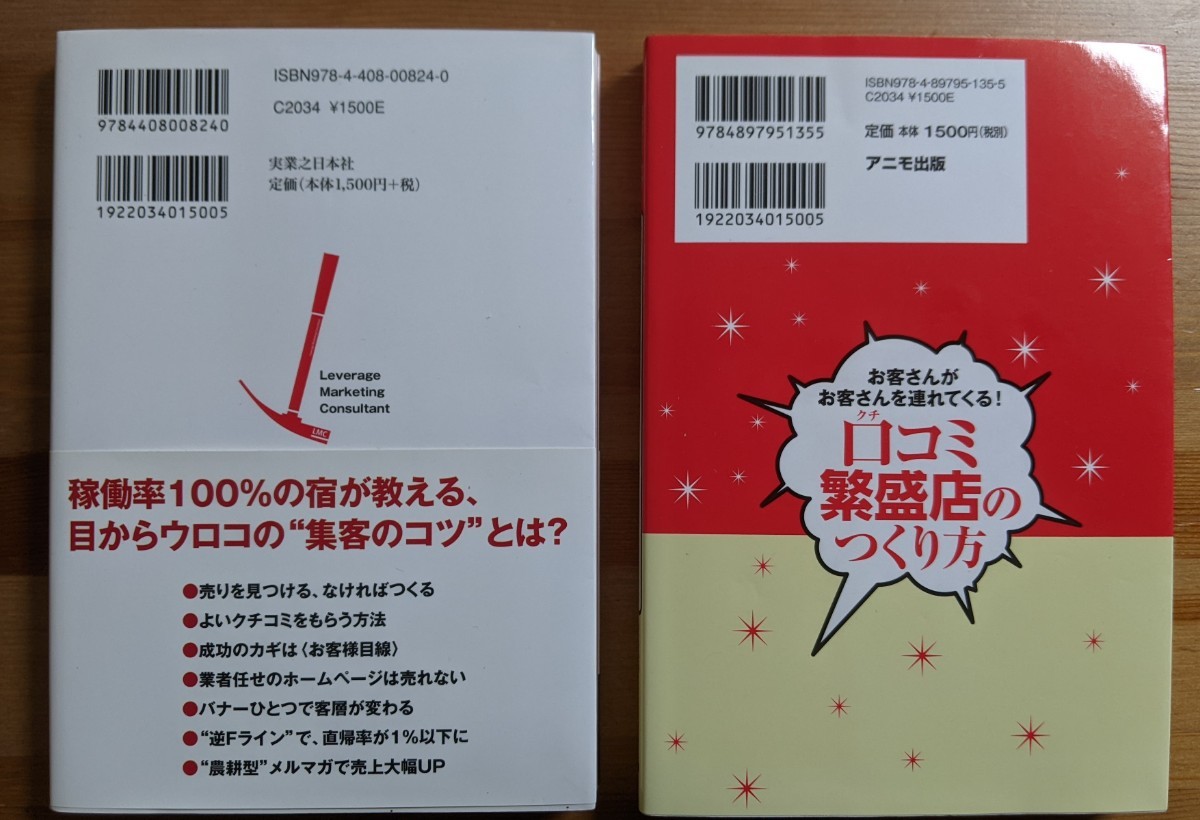 ISBN978-4-408-00824-0
C2034 ¥1500E
9784408008240
実業之日本社
定価(本体1,500円+税)
1922034015005
Leverage
Marketing
Consultant
LMC
稼働率100%の宿が教える、
目からウロコの“集客のコツ”とは?
●売りを見つける、なければつくる
●よいクチコミをもらう方法
●成功のカギは〈お客様目線〉
●業者任せのホームページは売れない
●バナーひとつで客層が変わる
●“逆Fライン”で、直帰率が1%以下に
●“農耕型”メルマガで売上大幅UP
ISBN978-4-89795-135-5
C2034 ¥1500E
9784897951355
定価 本体1500円(税別)
アニモ出版
1922034015005
お客さんが
お客さんを連れてくる!
クチ
口コミ
繁盛店の
つくり方